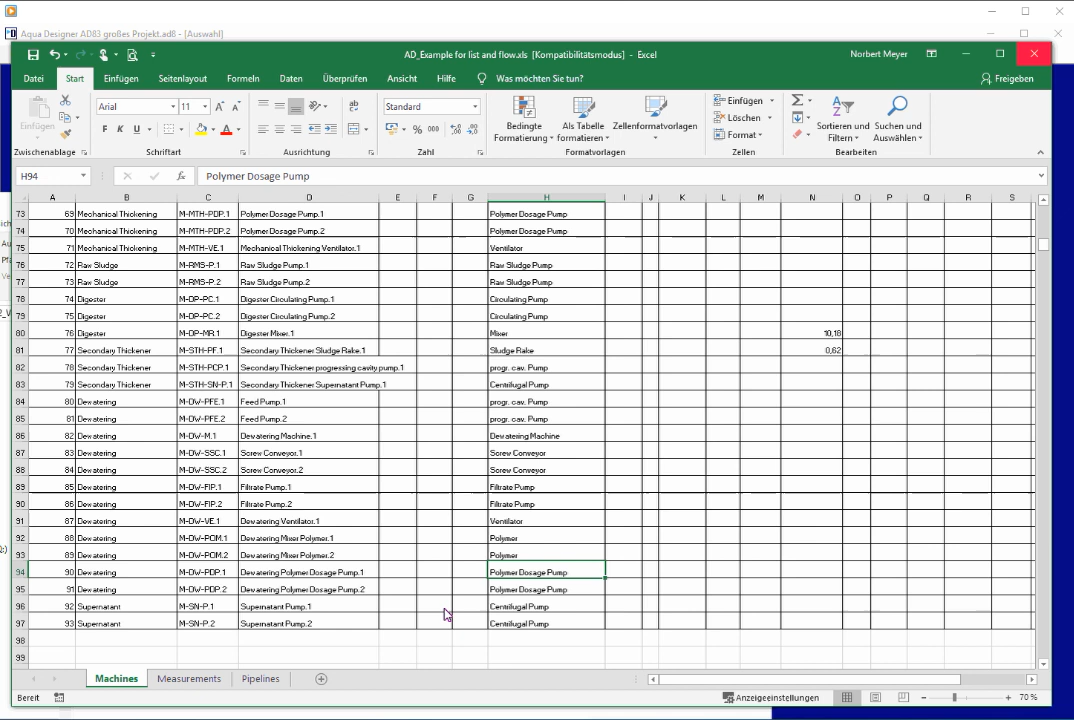 Aqua Designer AD83 großes Projekt.ad8 - [Auswahl]
AD_Example for list and flow.xls [Kompatibilitätsmodus] - Excel
Norbert Meyer
Datei Start Einfügen Seitenlayout Formeln Daten Überprüfen Ansicht Hilfe Was möchten Sie tun? Freigeben
Einfügen
Arial 11
F K U
Standard
% 000
Bedingte Formatierung
Als Tabelle formatieren
Zellenformatvorlagen
Einfügen
Löschen
Format
Sortieren und Filtern
Suchen und Auswählen
Zwischenablage Schriftart Ausrichtung Zahl Formatvorlagen Zellen Bearbeiten
H94 Polymer Dosage Pump
A B C D E F G H I J K L M N O P Q R S
73 69 Mechanical Thickening M-MTH-PDP.1 Polymer Dosage Pump.1 Polymer Dosage Pump
74 70 Mechanical Thickening M-MTH-PDP.2 Polymer Dosage Pump.2 Polymer Dosage Pump
75 71 Mechanical Thickening M-MTH-VE.1 Mechanical Thickening Ventilator.1 Ventilator
76 72 Raw Sludge M-RMS-P.1 Raw Sludge Pump.1 Raw Sludge Pump
77 73 Raw Sludge M-RMS-P.2 Raw Sludge Pump.2 Raw Sludge Pump
78 74 Digester M-DP-PC.1 Digester Circulating Pump.1 Circulating Pump
79 75 Digester M-DP-PC.2 Digester Circulating Pump.2 Circulating Pump
80 76 Digester M-DP-MR.1 Digester Mixer.1 Mixer 10,18
81 77 Secondary Thickener M-STH-PF.1 Secondary Thickener Sludge Rake.1 Sludge Rake 0,62
82 78 Secondary Thickener M-STH-PCP.1 Secondary Thickener progressing cavity pump.1 progr. cav. Pump
83 79 Secondary Thickener M-STH-SN-P.1 Secondary Thickener Supernatant Pump.1 Centrifugal Pump
84 80 Dewatering M-DW-PFE.1 Feed Pump.1 progr. cav. Pump
85 81 Dewatering M-DW-PFE.2 Feed Pump.2 progr. cav. Pump
86 82 Dewatering M-DW-M.1 Dewatering Machine.1 Dewatering Machine
87 83 Dewatering M-DW-SSC.1 Screw Conveyor.1 Screw Conveyor
88 84 Dewatering M-DW-SSC.2 Screw Conveyor.2 Screw Conveyor
89 85 Dewatering M-DW-FIP.1 Filtrate Pump.1 Filtrate Pump
90 86 Dewatering M-DW-FIP.2 Filtrate Pump.2 Filtrate Pump
91 87 Dewatering M-DW-VE.1 Dewatering Ventilator.1 Ventilator
92 88 Dewatering M-DW-POM.1 Dewatering Mixer Polymer.1 Polymer
93 89 Dewatering M-DW-POM.2 Dewatering Mixer Polymer.2 Polymer
94 90 Dewatering M-DW-PDP.1 Dewatering Polymer Dosage Pump.1 Polymer Dosage Pump
95 91 Dewatering M-DW-PDP.2 Dewatering Polymer Dosage Pump.2 Polymer Dosage Pump
96 92 Supernatant M-SN-P.1 Supernatant Pump.1 Centrifugal Pump
97 93 Supernatant M-SN-P.2 Supernatant Pump.2 Centrifugal Pump
98
99
Machines Measurements Pipelines
Bereit Anzeigeeinstellungen 70 %